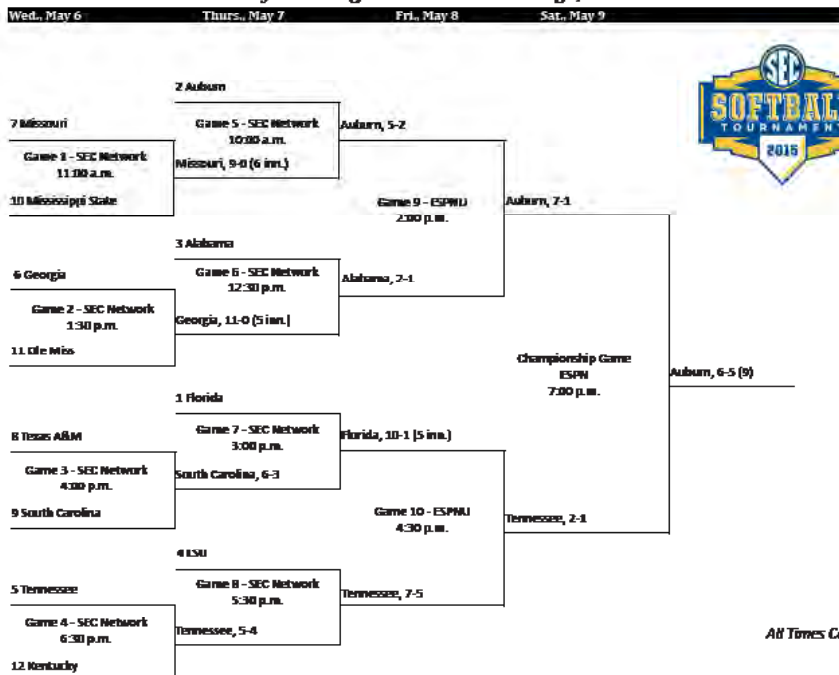 Wed., May 6 Thurs., May 7 Fri., May 8 Sat., May 9
SEC
SOFTBALL
TOURNAMENT
2015
2 Auburn
7 Missouri
Game 5 - SEC Network
10:00 a.m.
Auburn, 5-2
Game 1 - SEC Network
11:00 a.m.
Missouri, 9-0 (6 inn.)
10 Mississippi State
Game 9 - ESPNU
2:00 p.m.
Auburn, 7-1
3 Alabama
6 Georgia
Game 6 - SEC Network
12:30 p.m.
Alabama, 2-1
Game 2 - SEC Network
1:30 p.m.
Georgia, 11-0 (5 inn.)
11 Ole Miss
Championship Game
ESPN
7:00 p.m.
Auburn, 6-5 (9)
1 Florida
8 Texas A&M
Game 7 - SEC Network
3:00 p.m.
Florida, 10-1 (5 inn.)
Game 3 - SEC Network
4:00 p.m.
South Carolina, 6-3
9 South Carolina
Game 10 - ESPNU
4:30 p.m.
Tennessee, 2-1
4 LSU
5 Tennessee
Game 8 - SEC Network
5:30 p.m.
Tennessee, 7-5
Game 4 - SEC Network
6:30 p.m.
Tennessee, 5-4
12 Kentucky
All Times C